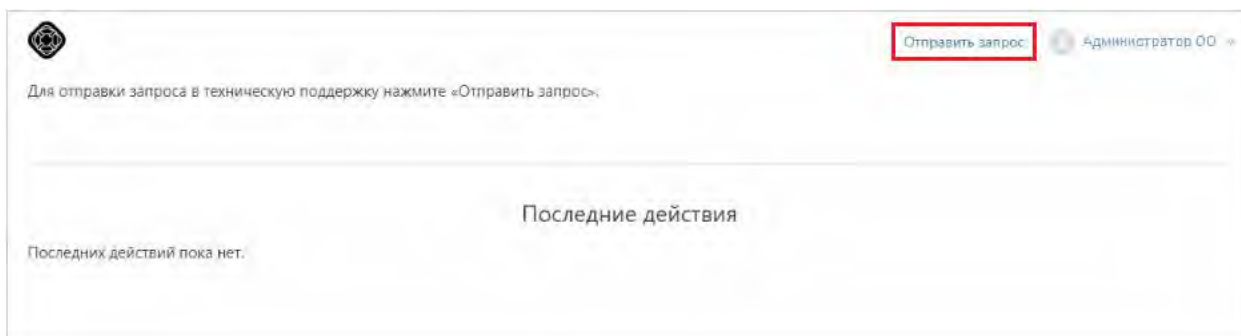 Отправить запрос
Администратор ОО
Для отправки запроса в техническую поддержку нажмите «Отправить запрос».
Последние действия
Последних действий пока нет.